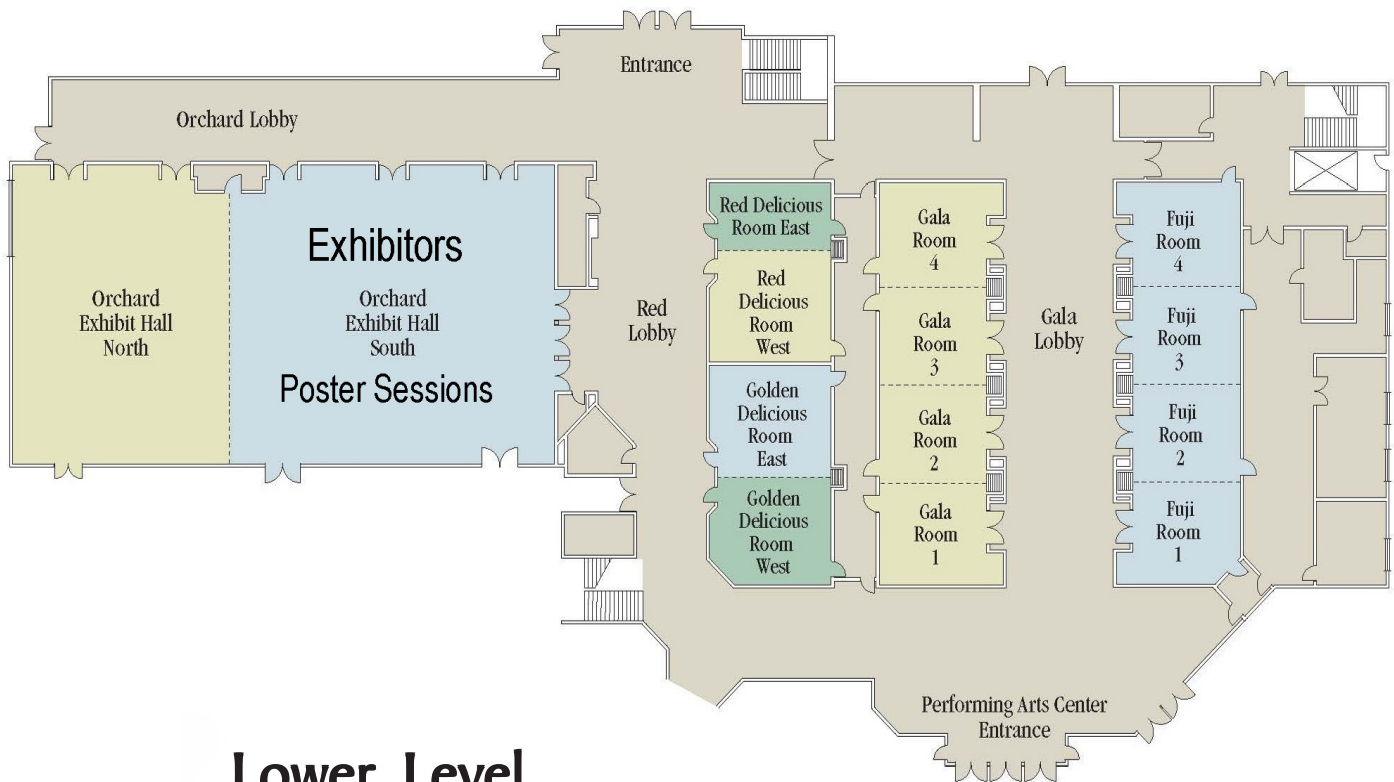 Entrance
Orchard Lobby
Exhibitors
Orchard
Exhibit Hall
North
Orchard
Exhibit Hall
South
Poster Sessions
Red
Lobby
Red Delicious
Room East
Red
Delicious
Room
West
Golden
Delicious
Room
East
Golden
Delicious
Room
West
Gala
Room
4
Gala
Room
3
Gala
Room
2
Gala
Room
1
Gala
Lobby
Fuji
Room
4
Fuji
Room
3
Fuji
Room
2
Fuji
Room
1
Performing Arts Center
Entrance
Lower Level